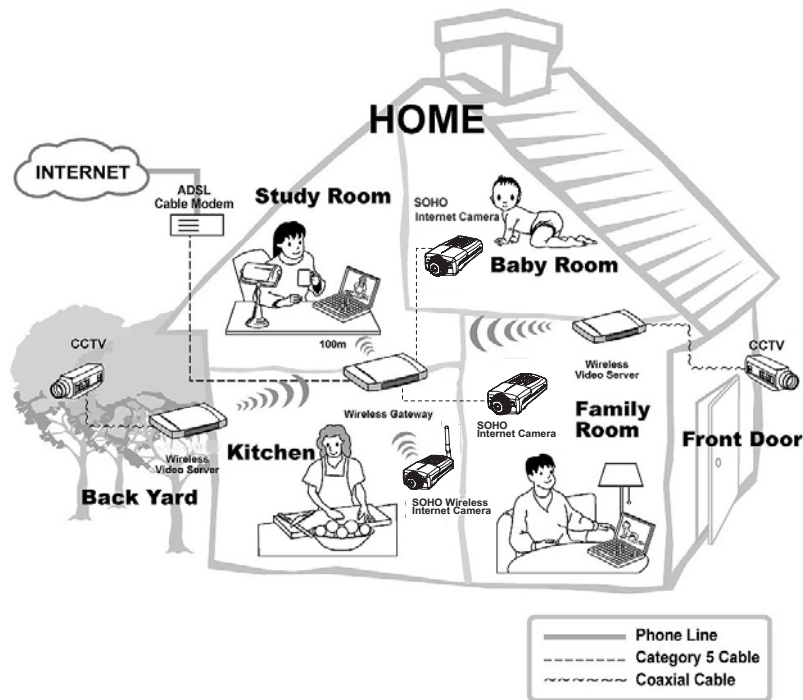 HOME
INTERNET
ADSL
Cable Modem
Study Room
SOHO
Internet Camera
Baby Room
100m
CCTV
Wireless
Video Server
CCTV
Wireless Gateway
Family
Room
Front Door
SOHO
Internet Camera
Kitchen
Wireless
Video Server
Back Yard
SOHO Wireless
Internet Camera
Phone Line
Category 5 Cable
Coaxial Cable